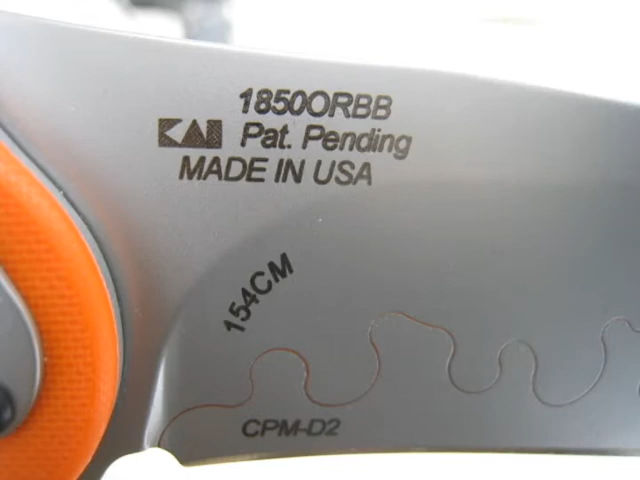 1850ORBB
KAI Pat. Pending
MADE IN USA
154CM
CPM-D2